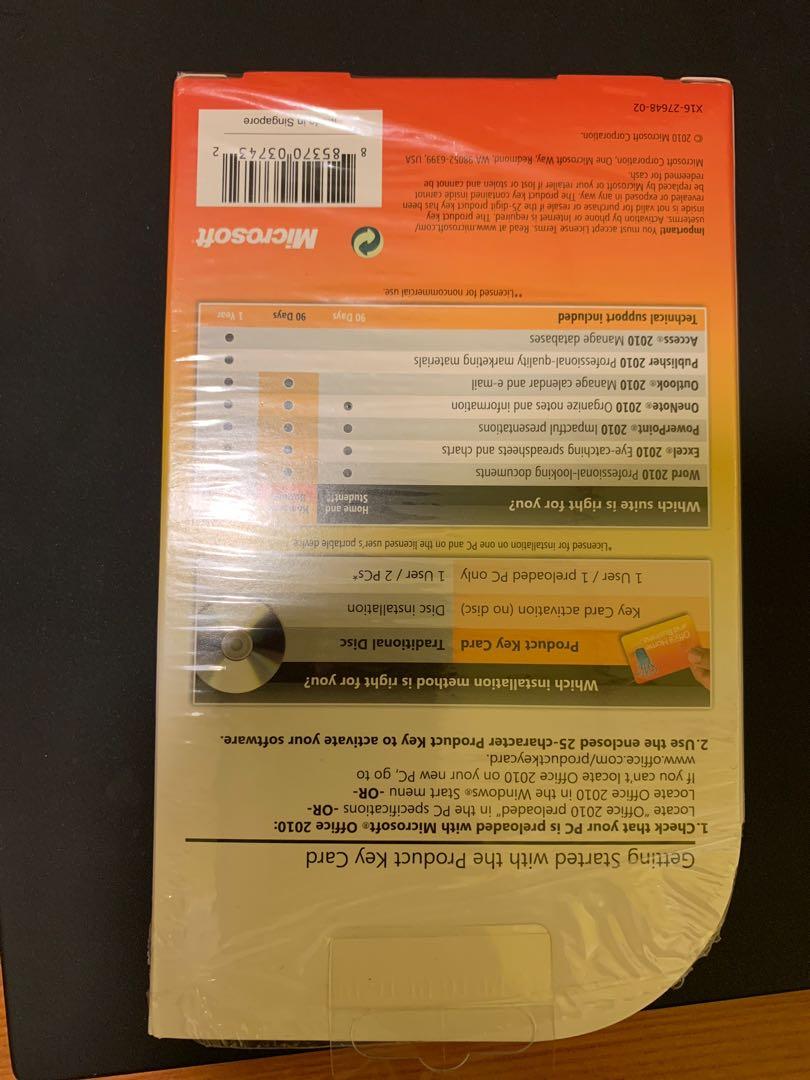 Getting Started with the Product Key Card
1. Check that your PC is preloaded with Microsoft® Office 2010:
Locate "Office 2010 preloaded" in the PC specifications -OR-
Locate Office 2010 in the Windows® Start menu -OR-
If you can't locate Office 2010 on your new PC, go to
www.office.com/productkeycard.
2. Use the enclosed 25-character Product Key to activate your software.
Which installation method is right for you?
Office Home
and Business
Product Key Card Traditional Disc
Key Card activation (no disc) Disc installation
1 User / 1 preloaded PC only 1 User / 2 PCs*
*Licensed for installation on one PC and on the licensed user's portable device.
Which suite is right for you? Home and Student**
Word 2010 Professional-looking documents
Excel® 2010 Eye-catching spreadsheets and charts
PowerPoint® 2010 Impactful presentations
OneNote® 2010 Organize notes and information
Outlook® 2010 Manage calendar and e-mail
Publisher 2010 Professional-quality marketing materials
Access® 2010 Manage databases
Technical support included 90 Days 90 Days 1 Year
**Licensed for noncommercial use.
Important! You must accept License Terms. Read at www.microsoft.com/
useterms. Activation by phone or Internet is required. The product key
inside is not valid for purchase or resale if the 25-digit product key has been
revealed or exposed in any way. The product key contained inside cannot
be replaced by Microsoft or your retailer if lost or stolen and cannot be
redeemed for cash.
Microsoft Corporation, One Microsoft Way, Redmond, WA 98052-6399, USA
© 2010 Microsoft Corporation.
X16-27648-02
Microsoft®
8 85370 03743 2
in Singapore